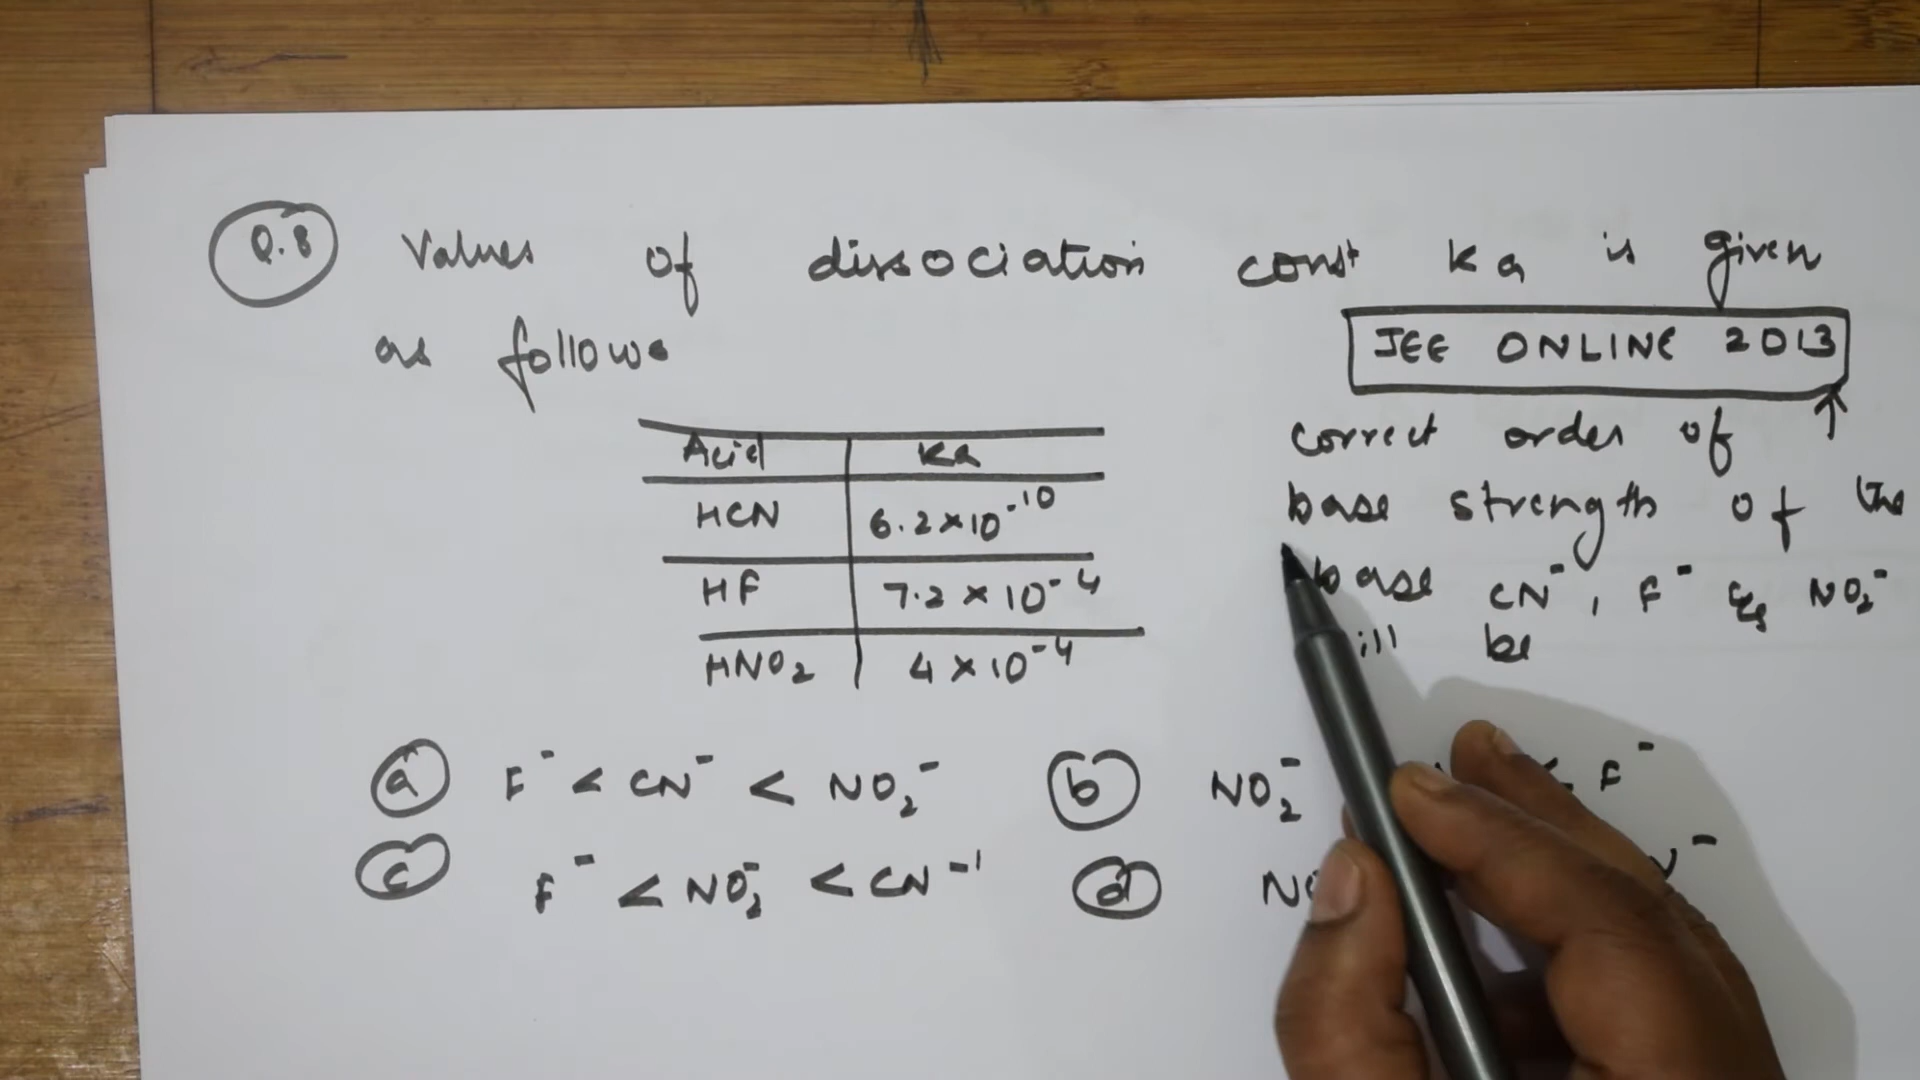 Q.8 Values of dissociation const Ka is given
as follows
JEE ONLINE 2013
Acid Ka
HCN 6.2×10⁻¹⁰
HF 7.2×10⁻⁴
HNO₂ 4×10⁻⁴
correct order of
base strength of the
base CN⁻, F⁻ & NO₂⁻
be
a F⁻ < CN⁻ < NO₂⁻
b NO₂⁻ < F⁻
c F⁻ < NO₂⁻ < CN⁻¹
d